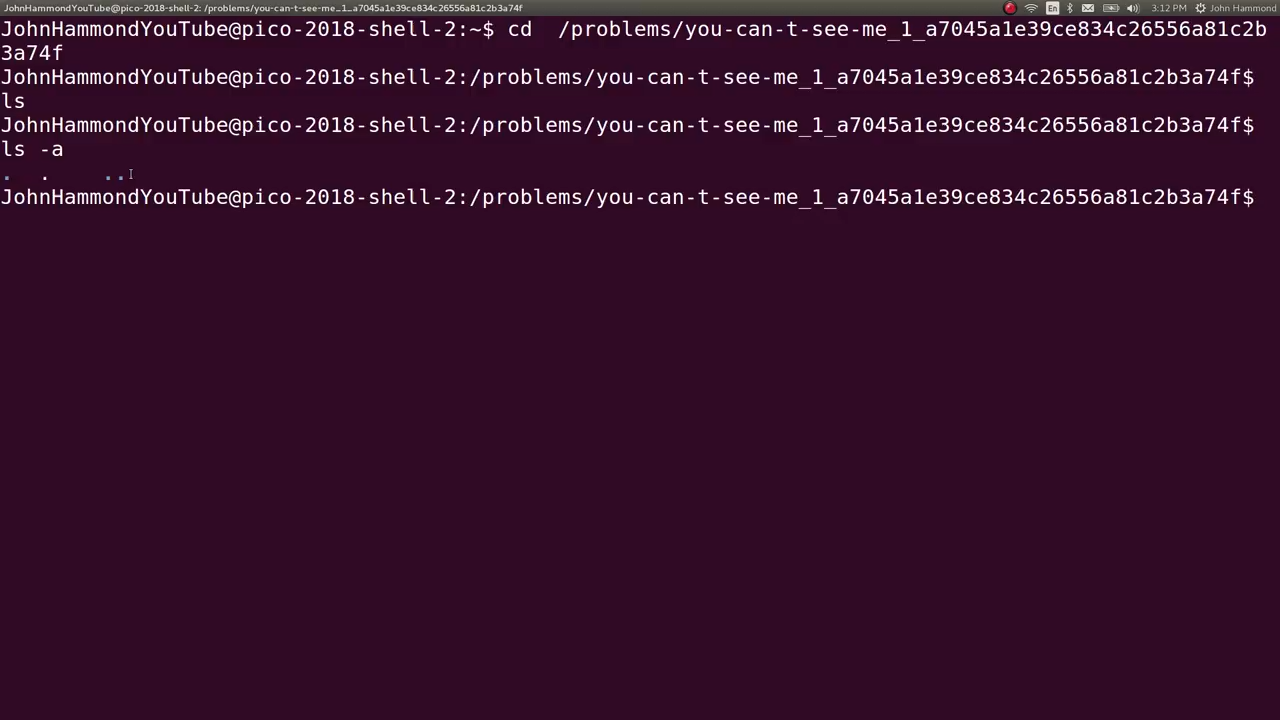 JohnHammondYouTube@pico-2018-shell-2: /problems/you-can-t-see-me_1_a7045a1e39ce834c26556a81c2b3a74f
En
3:12 PM
John Hammond
JohnHammondYouTube@pico-2018-shell-2:~$ cd  /problems/you-can-t-see-me_1_a7045a1e39ce834c26556a81c2b
3a74f
JohnHammondYouTube@pico-2018-shell-2:/problems/you-can-t-see-me_1_a7045a1e39ce834c26556a81c2b3a74f$
ls
JohnHammondYouTube@pico-2018-shell-2:/problems/you-can-t-see-me_1_a7045a1e39ce834c26556a81c2b3a74f$
ls -a
.  .    ..
JohnHammondYouTube@pico-2018-shell-2:/problems/you-can-t-see-me_1_a7045a1e39ce834c26556a81c2b3a74f$